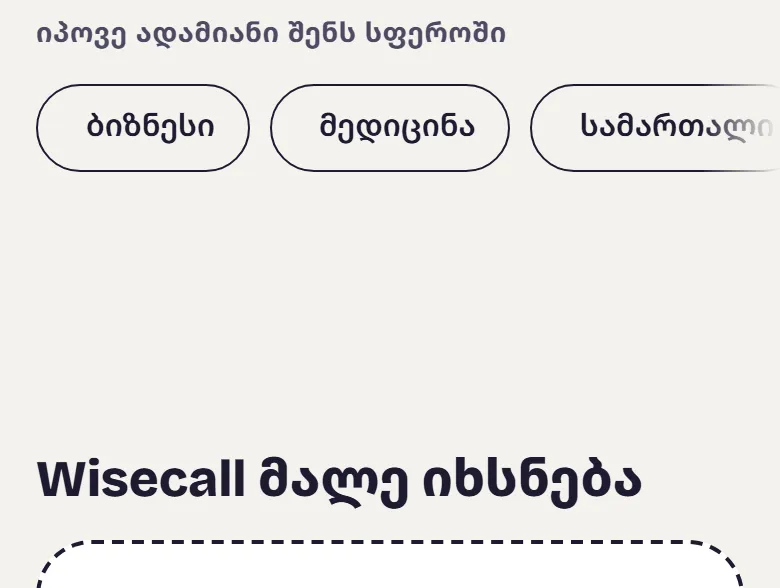 იპოვე ადამიანი შენს სფეროში
ბიზნესი
მედიცინა
სამართალი
Wisecall მალე იხსნება